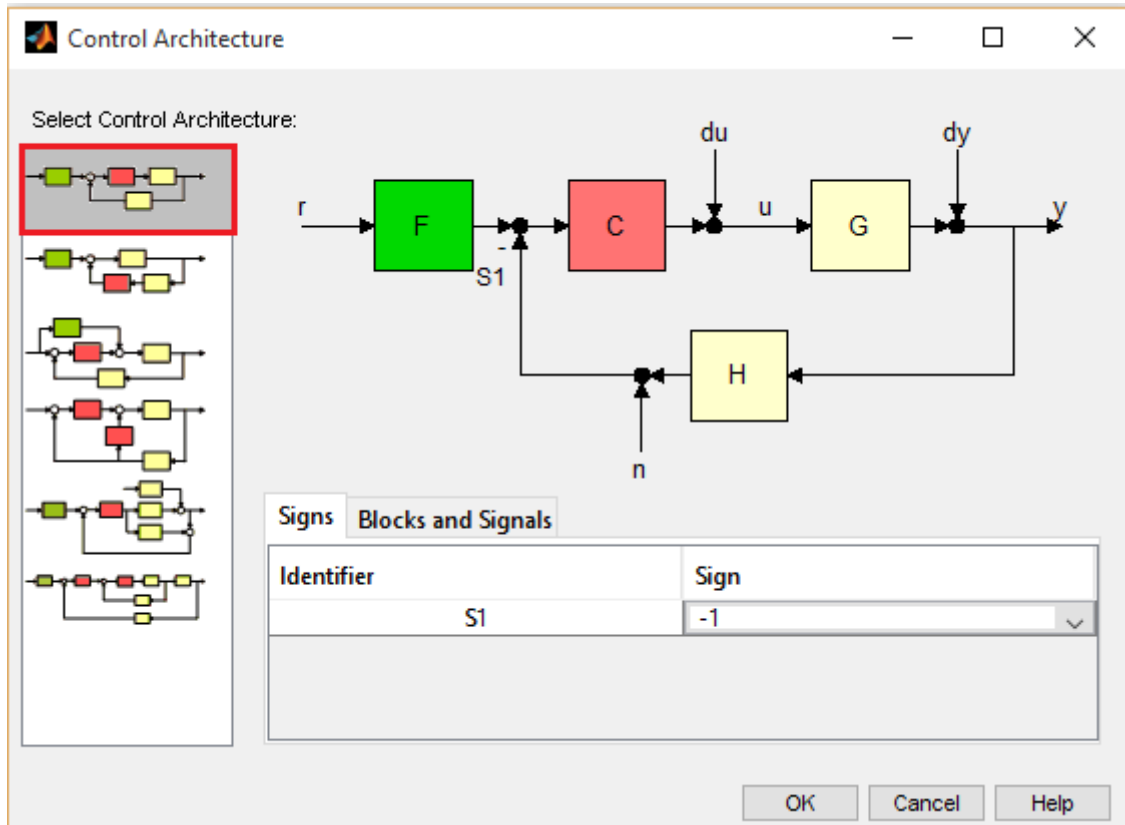 Control Architecture
Select Control Architecture:
du
dy
r
F
C
u
G
y
-
S1
H
n
Signs
Blocks and Signals
Identifier
Sign
S1
-1
OK
Cancel
Help